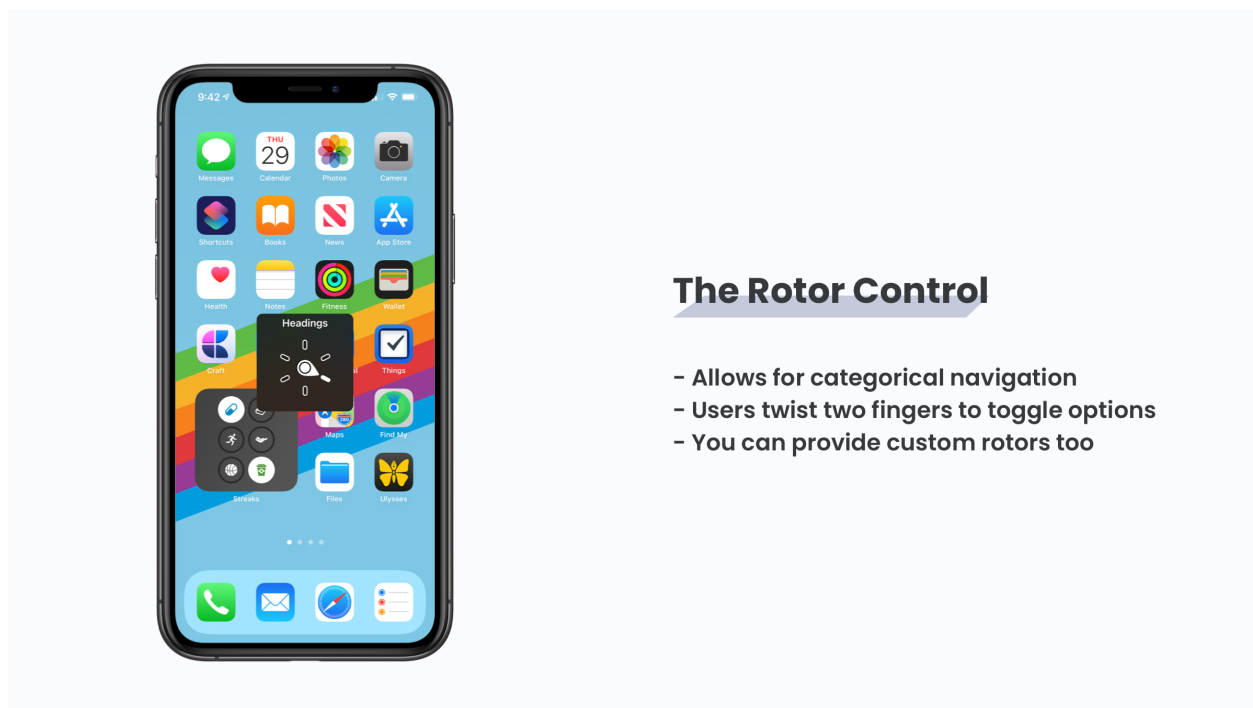 9:42
THU
29
Messages
Calendar
Photos
Camera
Shortcuts
Books
News
App Store
Health
Notes
Fitness
Wallet
Headings
Craft
Things
Maps
Find My
Streaks
Files
Ulysses
The Rotor Control
- Allows for categorical navigation
- Users twist two fingers to toggle options
- You can provide custom rotors too